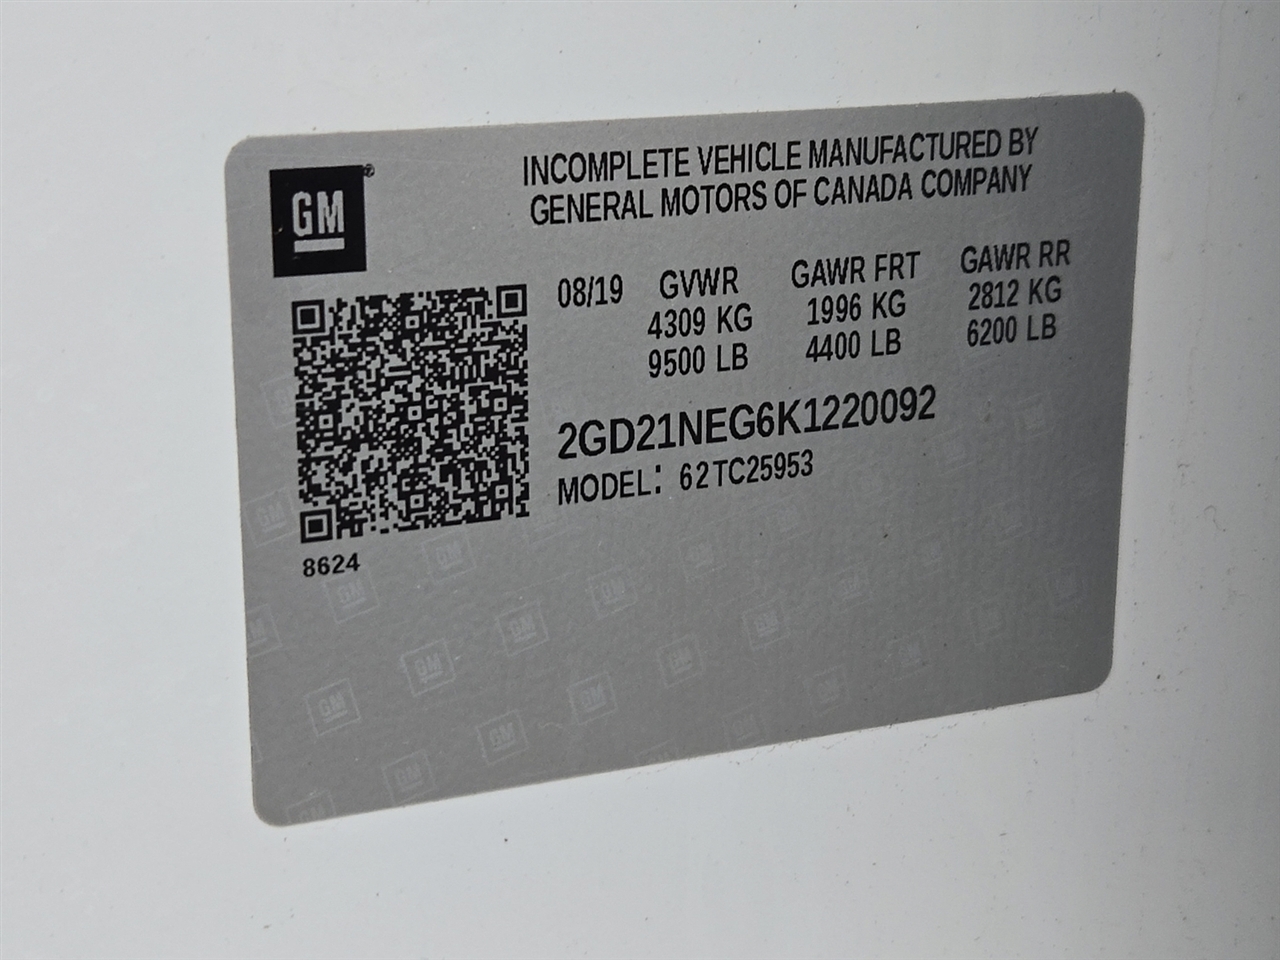 GM®
INCOMPLETE VEHICLE MANUFACTURED BY
GENERAL MOTORS OF CANADA COMPANY
08/19 GVWR GAWR FRT GAWR RR
4309 KG 1996 KG 2812 KG
9500 LB 4400 LB 6200 LB
2GD21NEG6K1220092
MODEL: 62TC25953
8624